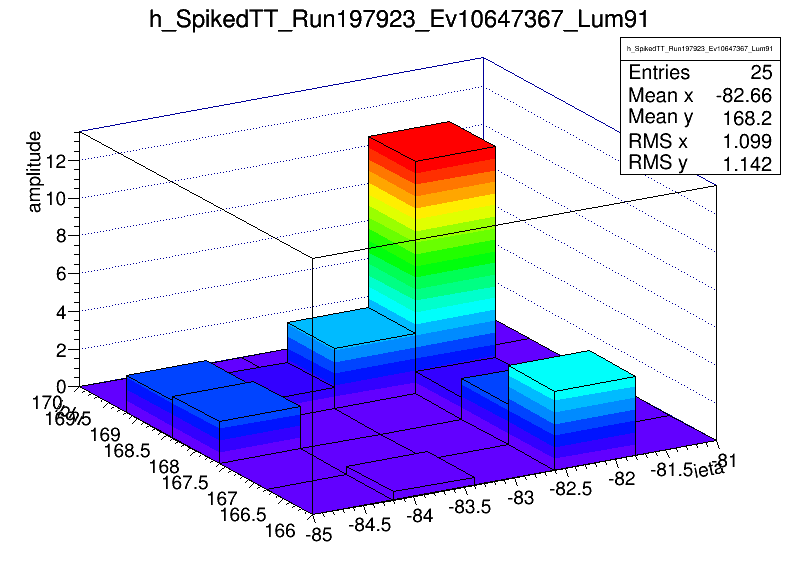 h_SpikedTT_Run197923_Ev10647367_Lum91
h_SpikedTT_Run197923_Ev10647367_Lum91
Entries 25
Mean x -82.66
Mean y 168.2
RMS x 1.099
RMS y 1.142
amplitude
12
10
8
6
4
2
0
170
169.5
169
168.5
168
167.5
167
166.5
166
-85
-84.5
-84
-83.5
-83
-82.5
-82
-81.5
-81
ieta